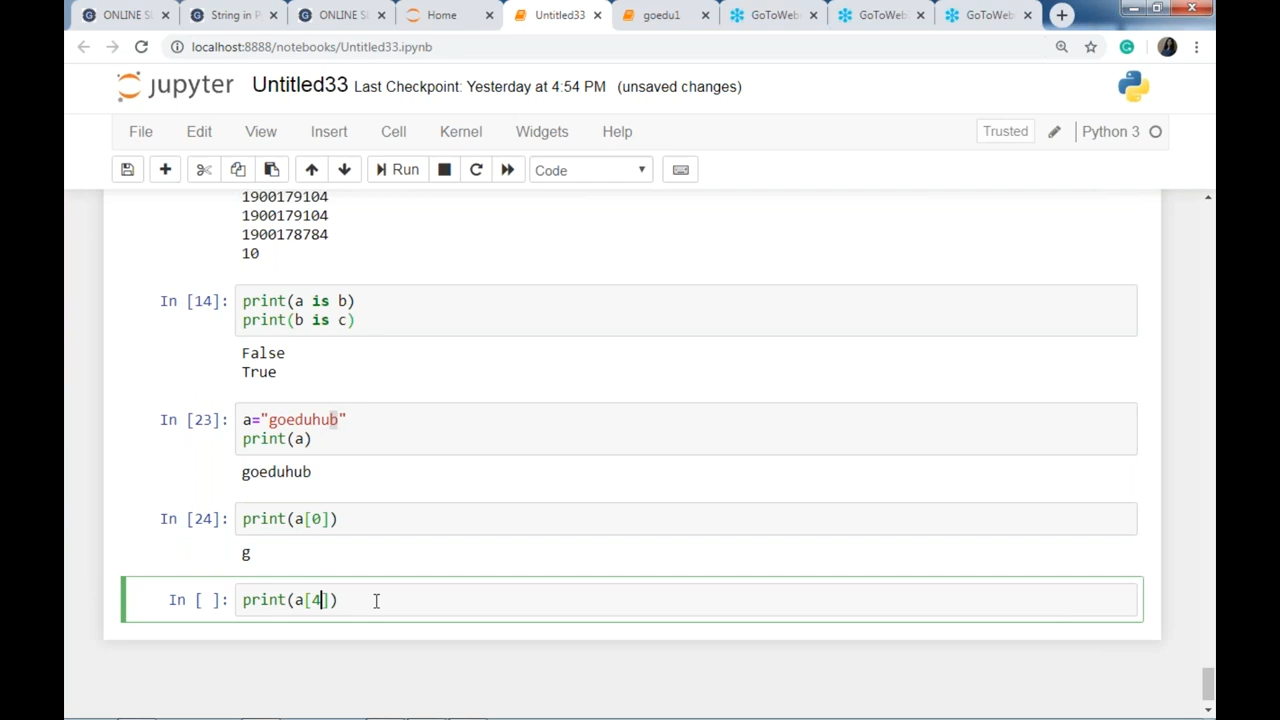 ONLINE SU
String in P
ONLINE SU
Home
Untitled33
goedu1
GoToWeb
GoToWeb
GoToWeb
localhost:8888/notebooks/Untitled33.ipynb
jupyter Untitled33 Last Checkpoint: Yesterday at 4:54 PM (unsaved changes)
File Edit View Insert Cell Kernel Widgets Help Trusted Python 3
Run Code
1900179104
1900179104
1900178784
10
In [14]: print(a is b)
print(b is c)
False
True
In [23]: a="goeduhub"
print(a)
goeduhub
In [24]: print(a[0])
g
In [ ]: print(a[4])